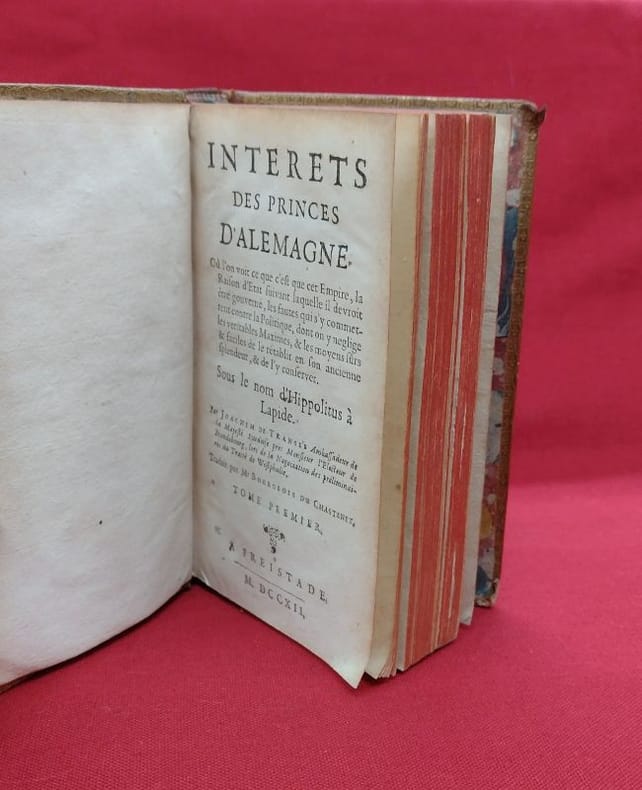 INTERETS
DES PRINCES
D'ALEMAGNE.
Où l'on voit ce que c'est que cet Empire, la
Raison d'Etat suivant laquelle il devroit
être gouverné, les fautes qui s'y commet-
tent contre la Politique, dont on y neglige
les veritables Maximes, & les moyens sûrs
& faciles de le rétablir en son ancienne
splendeur, & de l'y conserver.
Sous le nom d'Hippolitus à
Lapide.
Par JOACHIM DE TRANSÉE Ambassadeur de
sa Majesté Suedoise prés Monsieur l'Electeur de
Brandebourg, lors de la Negociation des préliminai-
res du Traité de Westphalie.
Traduit par Mr BOURGEOIS DU CHASTENET,
TOME PREMIER,
A FREISTADE,
M. DCCXII,